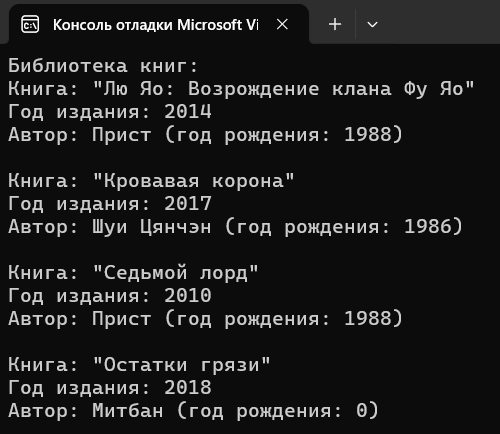 Консоль отладки Microsoft Vi
Библиотека книг:
Книга: "Лю Яо: Возрождение клана Фу Яо"
Год издания: 2014
Автор: Прист (год рождения: 1988)
Книга: "Кровавая корона"
Год издания: 2017
Автор: Шуи Цянчэн (год рождения: 1986)
Книга: "Седьмой лорд"
Год издания: 2010
Автор: Прист (год рождения: 1988)
Книга: "Остатки грязи"
Год издания: 2018
Автор: Митбан (год рождения: 0)